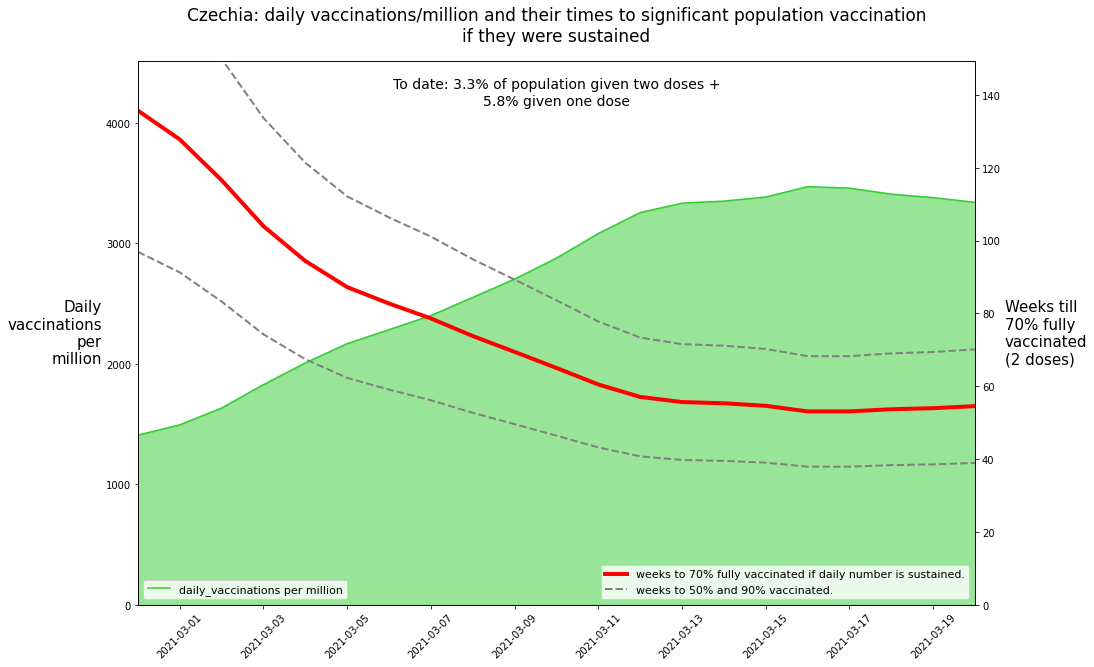 Czechia: daily vaccinations/million and their times to significant population vaccination
if they were sustained
To date: 3.3% of population given two doses +
5.8% given one dose
4000
3000
2000
1000
0
Daily
vaccinations
per
million
140
120
100
80
60
40
20
0
Weeks till
70% fully
vaccinated
(2 doses)
daily_vaccinations per million
weeks to 70% fully vaccinated if daily number is sustained.
weeks to 50% and 90% vaccinated.
2021-03-01
2021-03-03
2021-03-05
2021-03-07
2021-03-09
2021-03-11
2021-03-13
2021-03-15
2021-03-17
2021-03-19